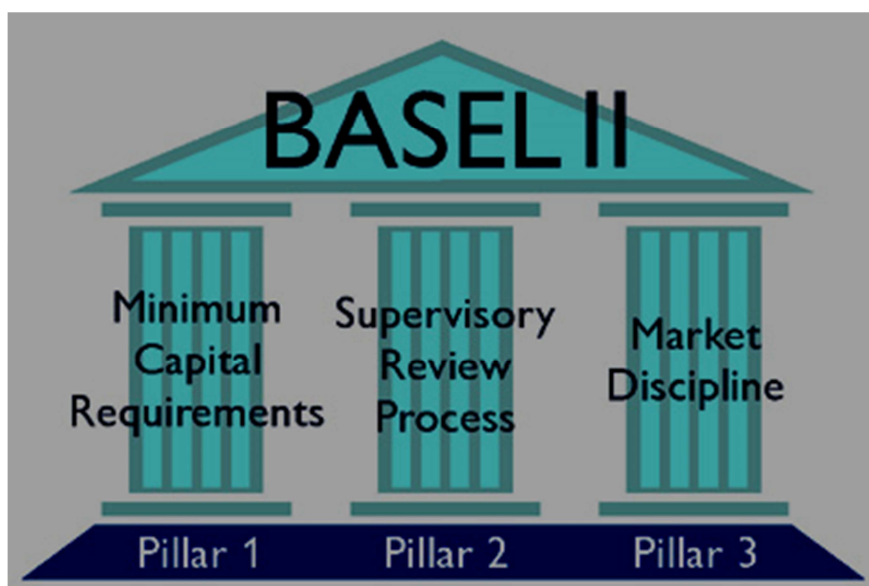 BASEL II
Minimum
Capital
Requirements
Supervisory
Review
Process
Market
Discipline
Pillar 1
Pillar 2
Pillar 3